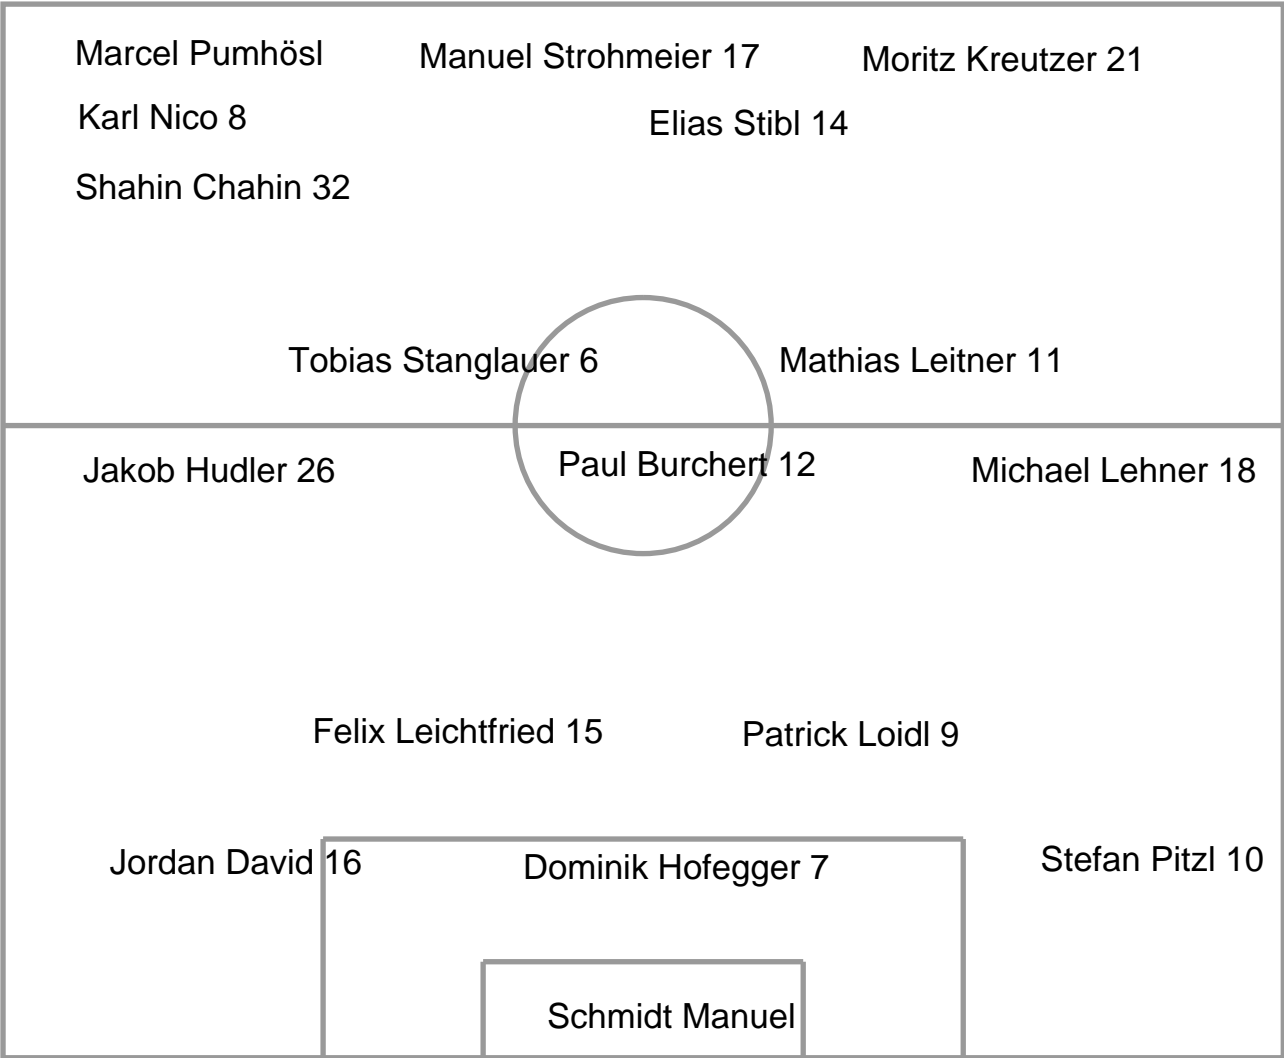 Marcel Pumhösl
Manuel Strohmeier 17
Moritz Kreutzer 21
Karl Nico 8
Elias Stibl 14
Shahin Chahin 32
Tobias Stanglauer 6
Mathias Leitner 11
Jakob Hudler 26
Paul Burchert 12
Michael Lehner 18
Felix Leichtfried 15
Patrick Loidl 9
Jordan David 16
Dominik Hofegger 7
Stefan Pitzl 10
Schmidt Manuel